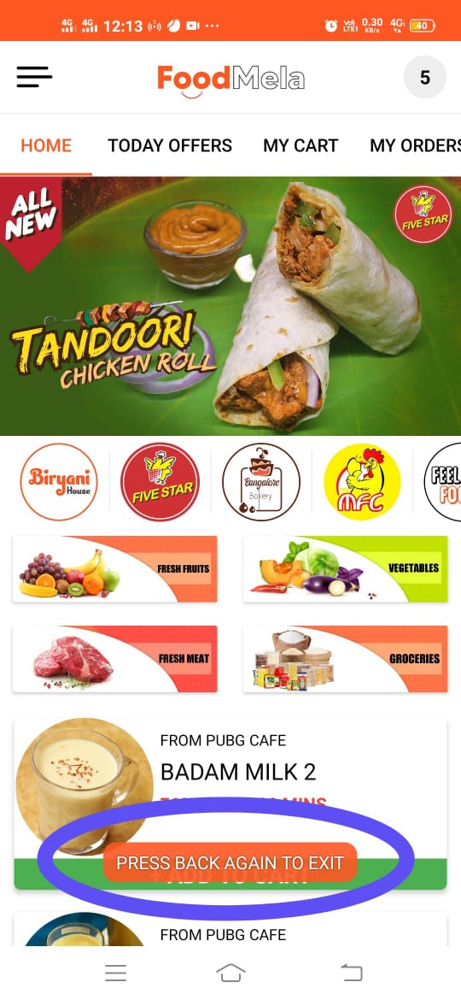 4G 4G 12:13
Vo) LTE1 0.30 KB/s 4G 40
FoodMela
5
HOME TODAY OFFERS MY CART MY ORDERS
ALL NEW
FIVE STAR
TANDOORI
CHICKEN ROLL
Biryani House
FIVE STAR
Bangalore Bakery
MFC
FEEL
FRESH FRUITS
VEGETABLES
FRESH MEAT
GROCERIES
FROM PUBG CAFE
BADAM MILK 2
MINS
PRESS BACK AGAIN TO EXIT
+ ADD TO CART
FROM PUBG CAFE